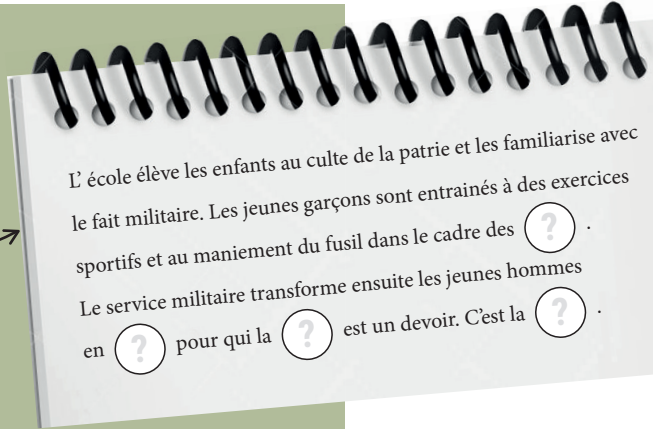 L’ école élève les enfants au culte de la patrie et les familiarise avec
le fait militaire. Les jeunes garçons sont entrainés à des exercices
sportifs et au maniement du fusil dans le cadre des ? .
Le service militaire transforme ensuite les jeunes hommes
en ? pour qui la ? est un devoir. C’est la ? .